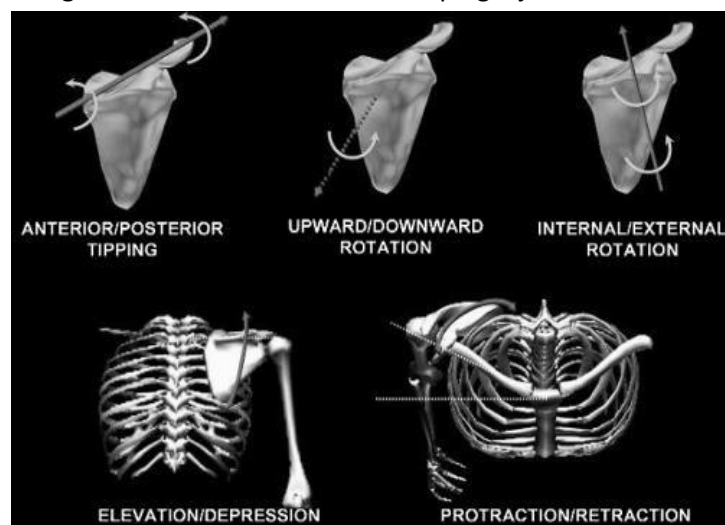 ANTERIOR/POSTERIOR
TIPPING
UPWARD/DOWNWARD
ROTATION
INTERNAL/EXTERNAL
ROTATION
ELEVATION/DEPRESSION
PROTRACTION/RETRACTION